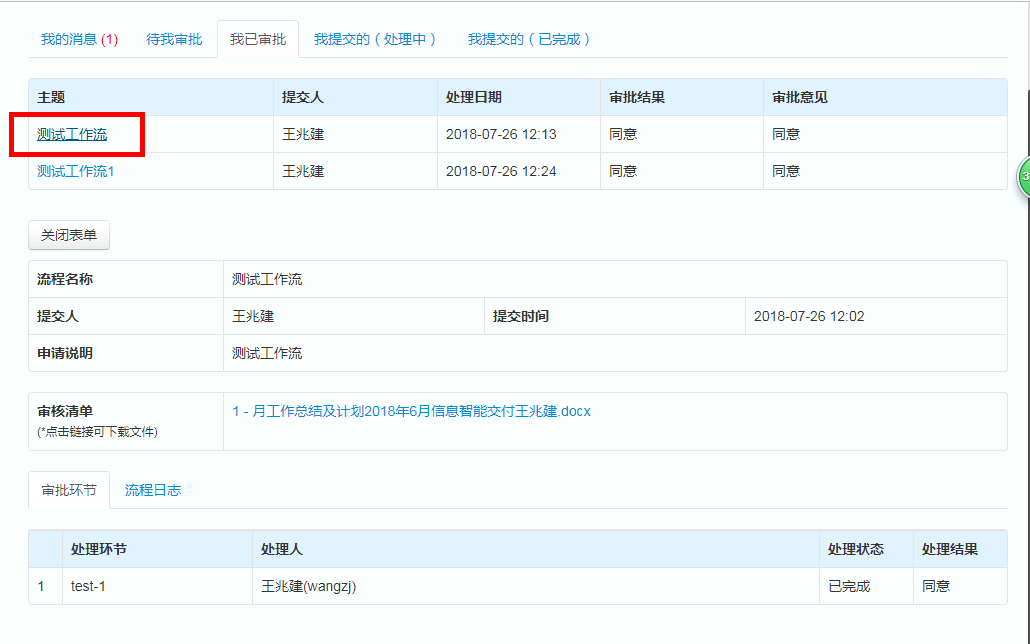 我的消息 (1) 待我审批 我已审批 我提交的（处理中） 我提交的（已完成）
主题 提交人 处理日期 审批结果 审批意见
测试工作流 王兆建 2018-07-26 12:13 同意 同意
测试工作流1 王兆建 2018-07-26 12:24 同意 同意
关闭表单
流程名称 测试工作流
提交人 王兆建 提交时间 2018-07-26 12:02
申请说明 测试工作流
审核清单 1 - 月工作总结及计划2018年6月信息智能交付王兆建.docx
(*点击链接可下载文件)
审批环节 流程日志
处理环节 处理人 处理状态 处理结果
1 test-1 王兆建(wangzj) 已完成 同意